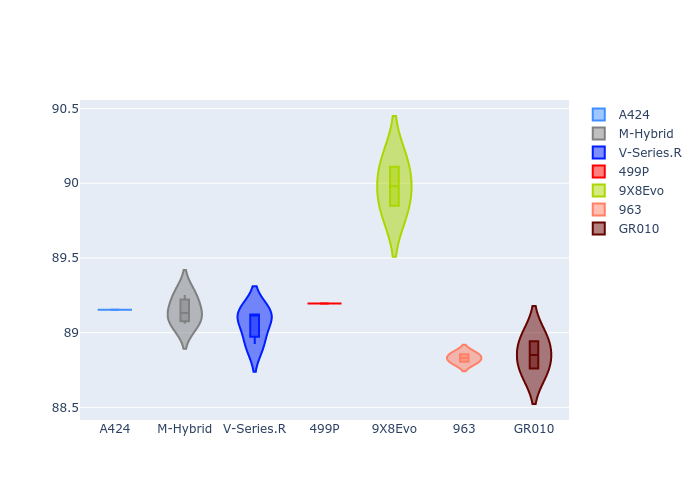 90.5
90
89.5
89
88.5
A424
M-Hybrid
V-Series.R
499P
9X8Evo
963
GR010
A424
M-Hybrid
V-Series.R
499P
9X8Evo
963
GR010